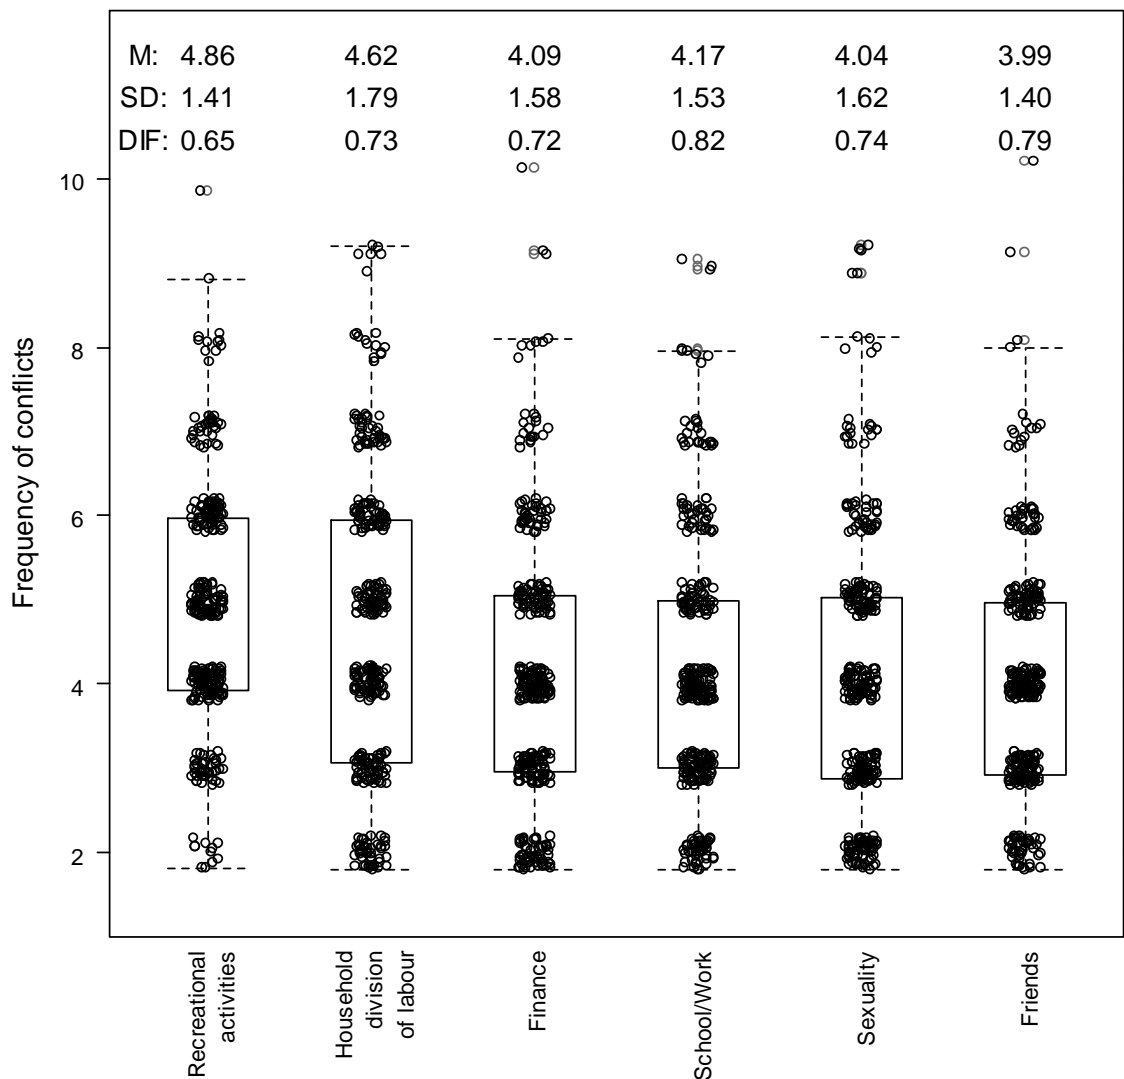 M: 4.86 4.62 4.09 4.17 4.04 3.99
SD: 1.41 1.79 1.58 1.53 1.62 1.40
DIF: 0.65 0.73 0.72 0.82 0.74 0.79
10
8
6
4
2
Frequency of conflicts
Recreational
activities
Household
division
of labour
Finance
School/Work
Sexuality
Friends